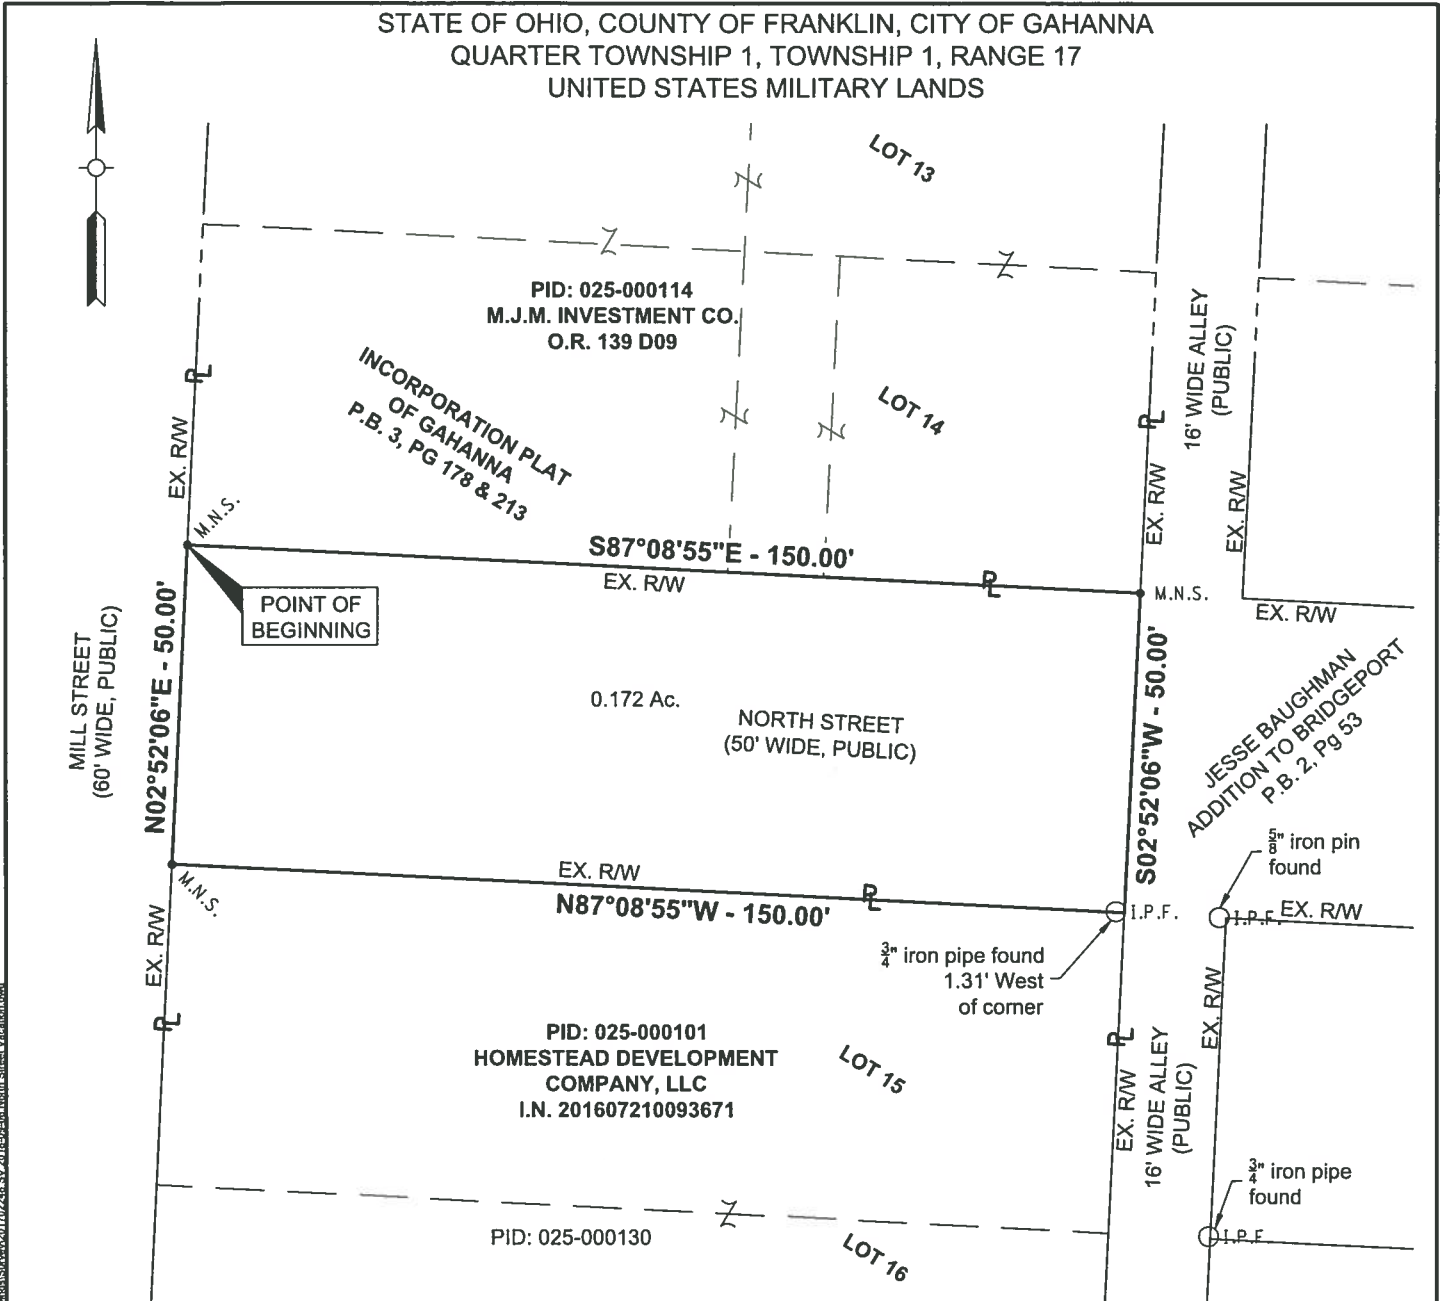 STATE OF OHIO, COUNTY OF FRANKLIN, CITY OF GAHANNA
QUARTER TOWNSHIP 1, TOWNSHIP 1, RANGE 17
UNITED STATES MILITARY LANDS
LOT 13
PID: 025-000114
M.J.M. INVESTMENT CO.
O.R. 139 D09
INCORPORATION PLAT
OF GAHANNA
P.B. 3, PG 178 & 213
LOT 14
16' WIDE ALLEY
(PUBLIC)
PL
PL
EX. R/W
EX. R/W
EX. R/W
M.N.S.
S87°08'55"E - 150.00'
EX. R/W
PL
M.N.S.
EX. R/W
POINT OF
BEGINNING
MILL STREET
(60' WIDE, PUBLIC)
N02°52'06"E - 50.00'
0.172 Ac.
NORTH STREET
(50' WIDE, PUBLIC)
S02°52'06"W - 50.00'
JESSE BAUGHMAN
ADDITION TO BRIDGEPORT
P.B. 2, Pg 53
5/8" iron pin
found
EX. R/W
M.N.S.
N87°08'55"W - 150.00'
PL
I.P.F.
I.P.F.
EX. R/W
3/4" iron pipe found
1.31' West
of corner
EX. R/W
EX. R/W
PL
PL
PID: 025-000101
HOMESTEAD DEVELOPMENT
COMPANY, LLC
I.N. 201607210093671
LOT 15
EX. R/W
16' WIDE ALLEY
(PUBLIC)
3/4" iron pipe
found
I.P.F.
PID: 025-000130
LOT 16